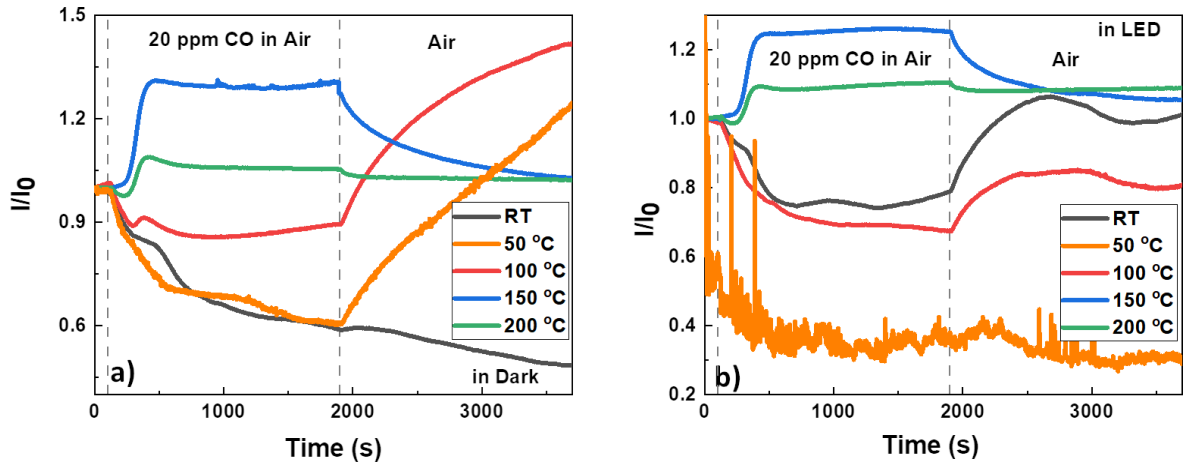 1.5
1.2
0.9
0.6
I/I0
20 ppm CO in Air
Air
RT
50 °C
100 °C
150 °C
200 °C
a)
in Dark
0
1000
2000
3000
Time (s)
1.2
1.0
0.8
0.6
0.4
0.2
I/I0
in LED
20 ppm CO in Air
Air
RT
50 °C
100 °C
150 °C
200 °C
b)
0
1000
2000
3000
Time (s)